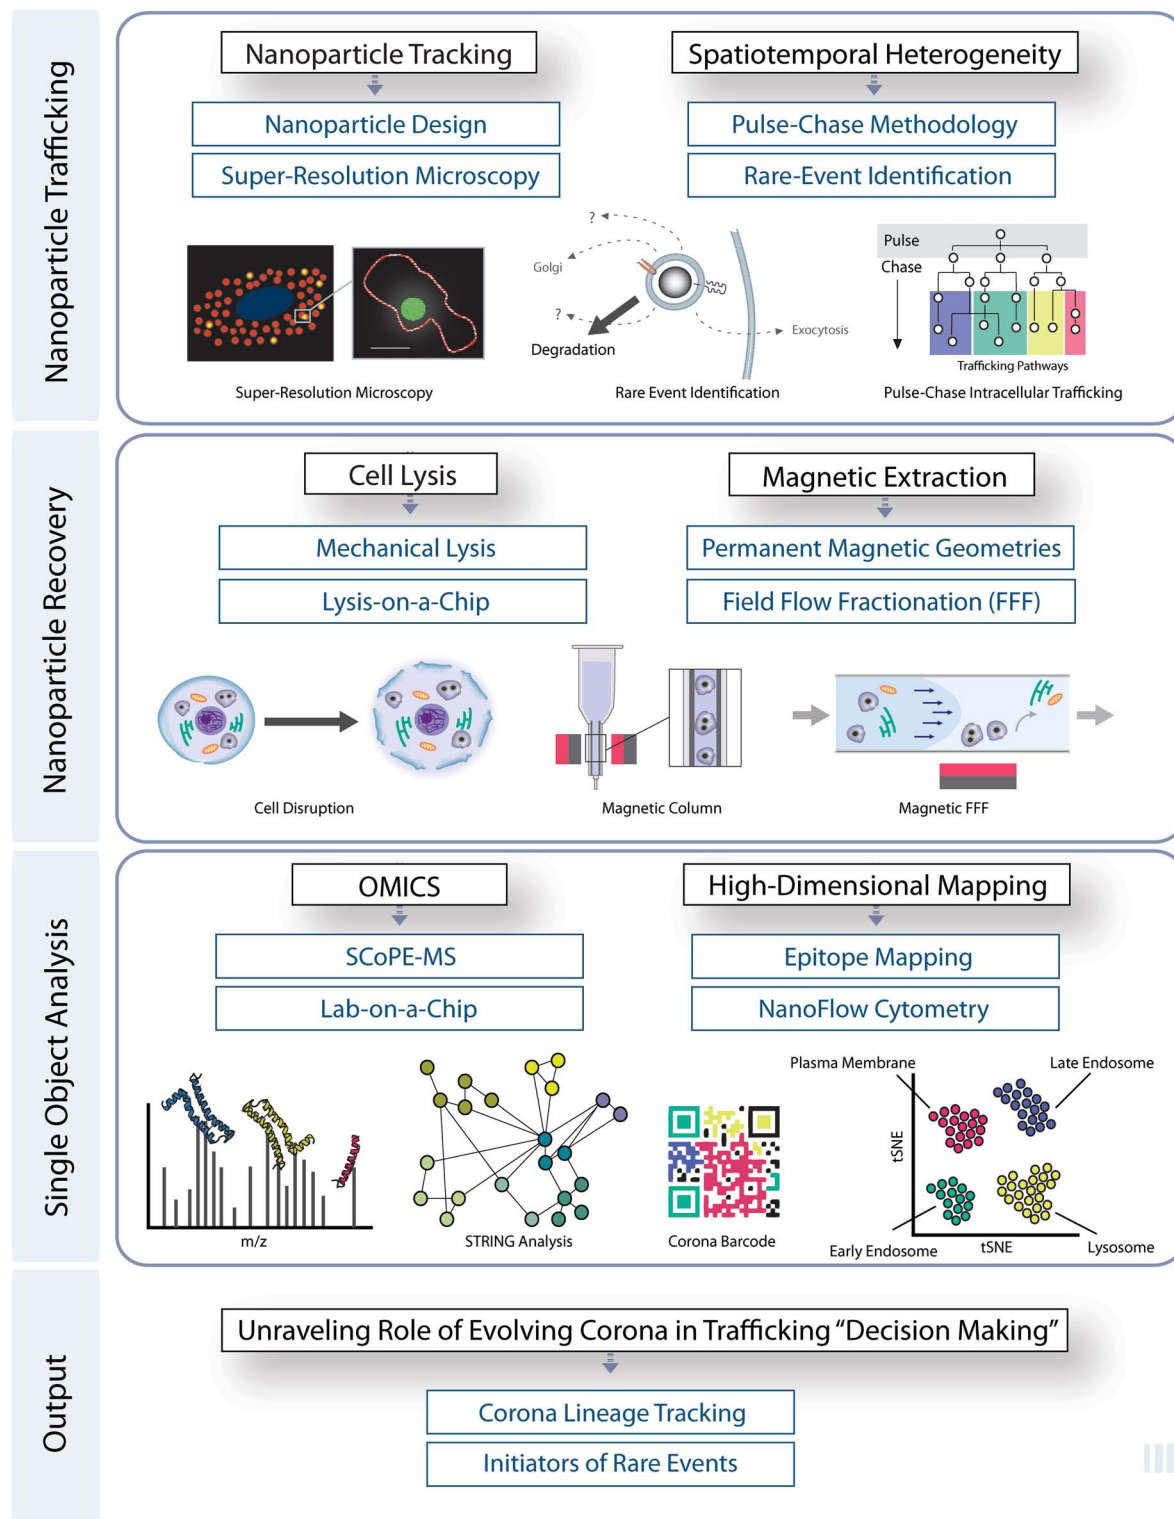 Nanoparticle Trafficking
Nanoparticle Tracking
Nanoparticle Design
Super-Resolution Microscopy
Spatiotemporal Heterogeneity
Pulse-Chase Methodology
Rare-Event Identification
Super-Resolution Microscopy
?
Golgi
?
Degradation
Exocytosis
Rare Event Identification
Pulse
Chase
Trafficking Pathways
Pulse-Chase Intracellular Trafficking
Nanoparticle Recovery
Cell Lysis
Mechanical Lysis
Lysis-on-a-Chip
Magnetic Extraction
Permanent Magnetic Geometries
Field Flow Fractionation (FFF)
Cell Disruption
Magnetic Column
Magnetic FFF
Single Object Analysis
OMICS
SCoPE-MS
Lab-on-a-Chip
High-Dimensional Mapping
Epitope Mapping
NanoFlow Cytometry
m/z
STRING Analysis
Corona Barcode
Plasma Membrane
Late Endosome
tSNE
Early Endosome
tSNE
Lysosome
Output
Unraveling Role of Evolving Corona in Trafficking “Decision Making”
Corona Lineage Tracking
Initiators of Rare Events